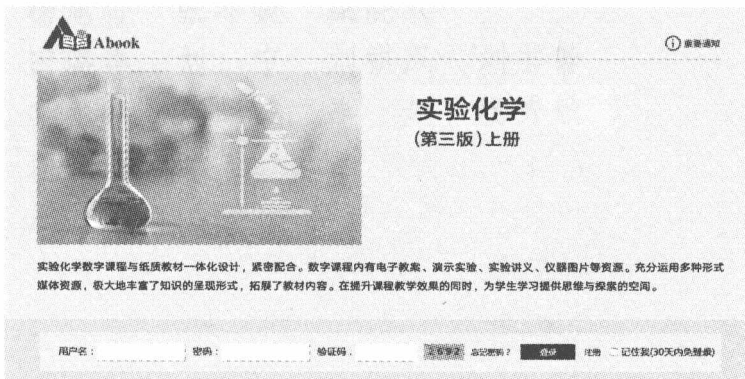 Abook
重要通知
实验化学
(第三版)上册
实验化学数字课程与纸质教材一体化设计，紧密配合。数字课程内有电子教案、演示实验、实验讲义、仪器图片等资源。充分运用多种形式
媒体资源，极大地丰富了知识的呈现形式，拓展了教材内容。在提升课程教学效果的同时，为学生学习提供思维与探索的空间。
用户名： 密码： 验证码： 2692 忘记密码？ 登录 注册 记住我(30天内免登录)